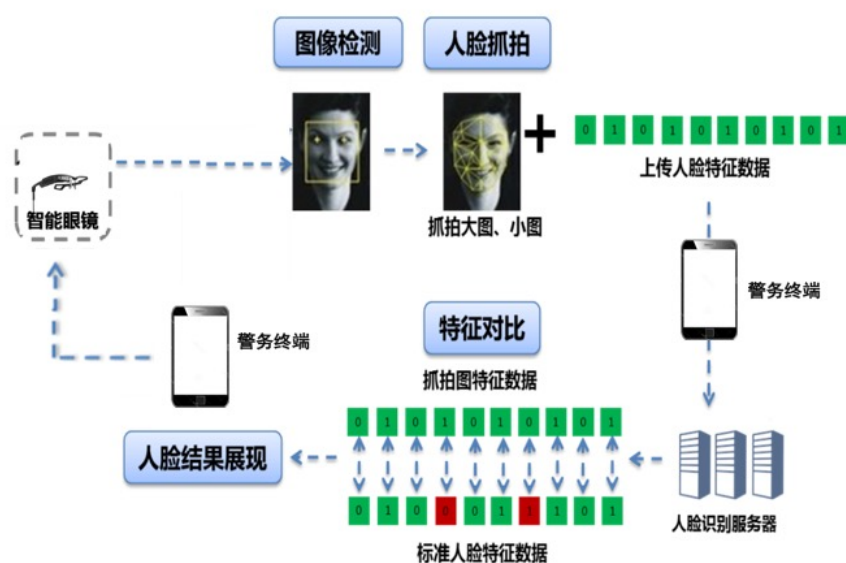 图像检测
人脸抓拍
0 1 0 1 0 1 0 1 0 1
上传人脸特征数据
抓拍大图、小图
智能眼镜
警务终端
警务终端
特征对比
抓拍图特征数据
0 1 0 1 0 1 0 1 0 1
人脸结果展现
0 1 0 0 0 1 1 1 0 1
人脸识别服务器
标准人脸特征数据